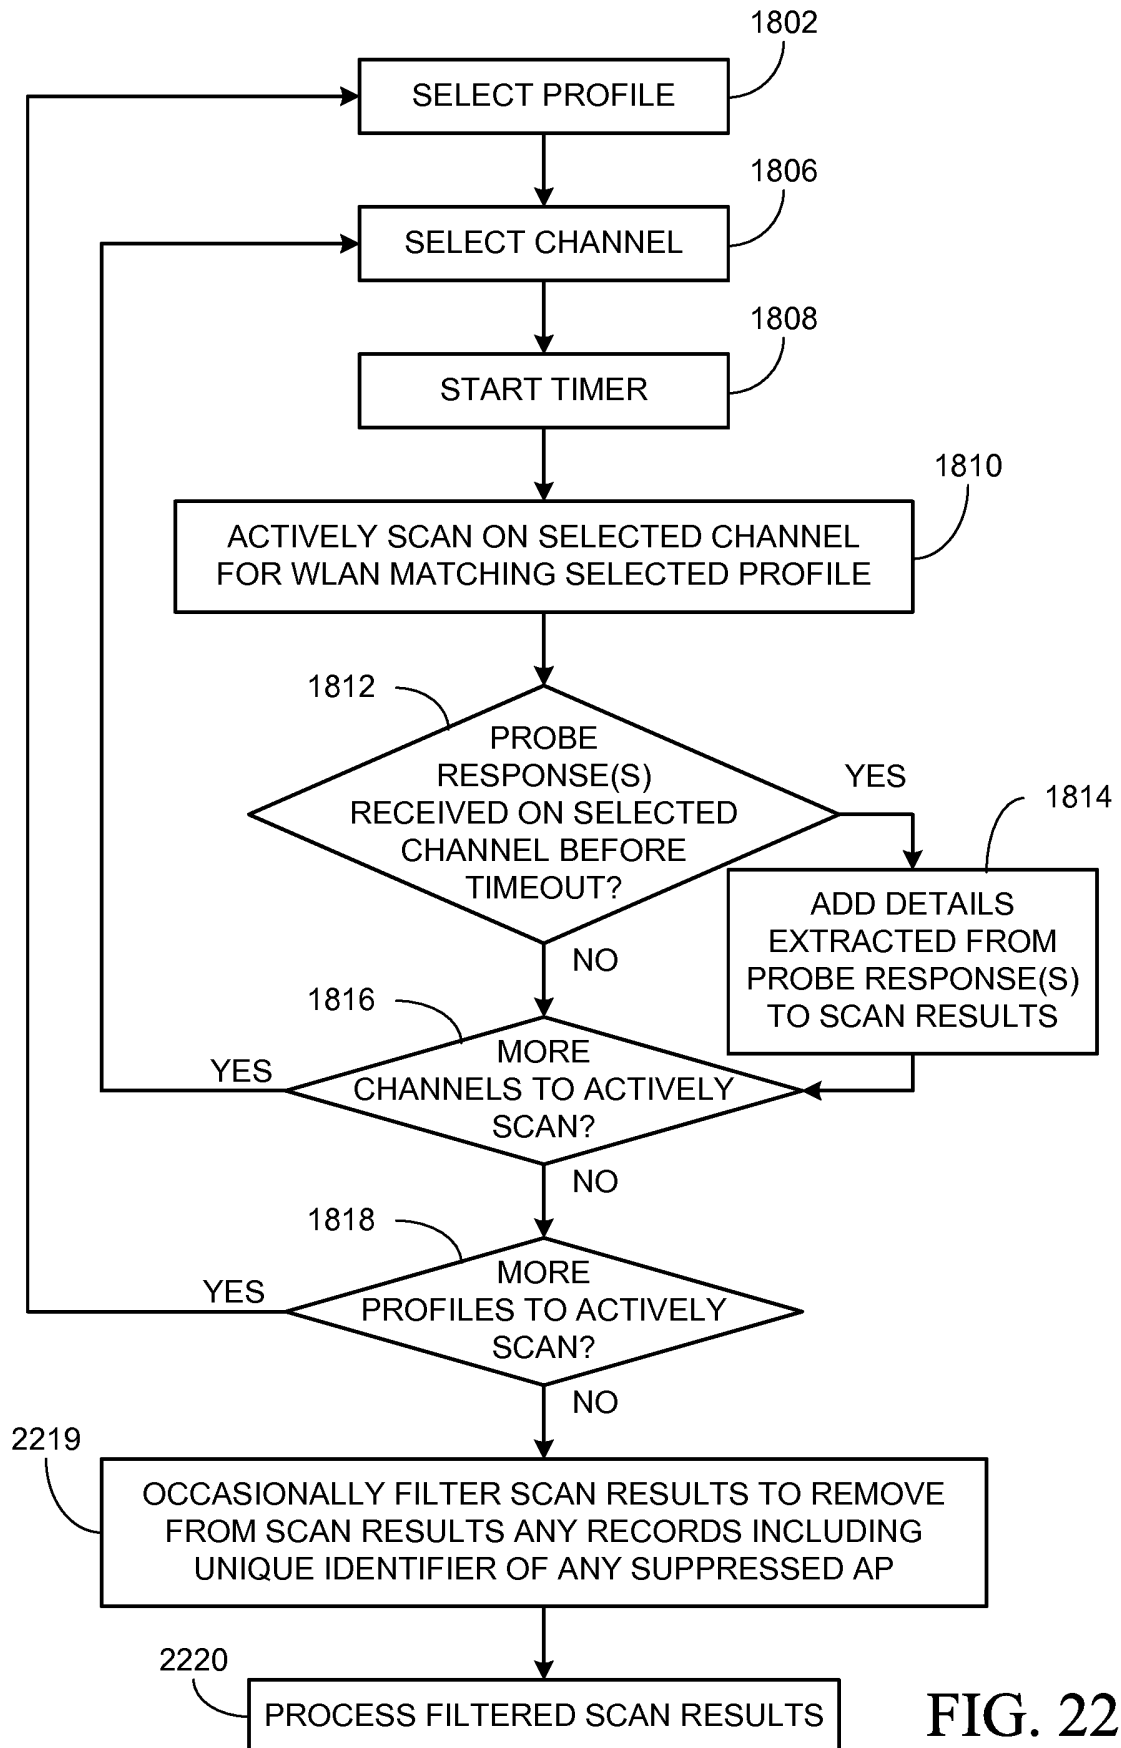 1802
SELECT PROFILE
1806
SELECT CHANNEL
1808
START TIMER
1810
ACTIVELY SCAN ON SELECTED CHANNEL
FOR WLAN MATCHING SELECTED PROFILE
1812
PROBE
RESPONSE(S)
RECEIVED ON SELECTED
CHANNEL BEFORE
TIMEOUT?
YES
1814
ADD DETAILS
EXTRACTED FROM
PROBE RESPONSE(S)
TO SCAN RESULTS
NO
1816
MORE
CHANNELS TO ACTIVELY
SCAN?
YES
NO
1818
MORE
PROFILES TO ACTIVELY
SCAN?
YES
NO
2219
OCCASIONALLY FILTER SCAN RESULTS TO REMOVE
FROM SCAN RESULTS ANY RECORDS INCLUDING
UNIQUE IDENTIFIER OF ANY SUPPRESSED AP
2220
PROCESS FILTERED SCAN RESULTS
FIG. 22